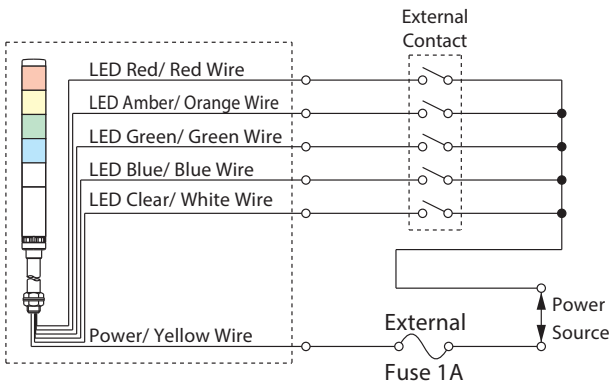 External
Contact
LED Red/ Red Wire
LED Amber/ Orange Wire
LED Green/ Green Wire
LED Blue/ Blue Wire
LED Clear/ White Wire
Power/ Yellow Wire
External
Fuse 1A
Power
Source